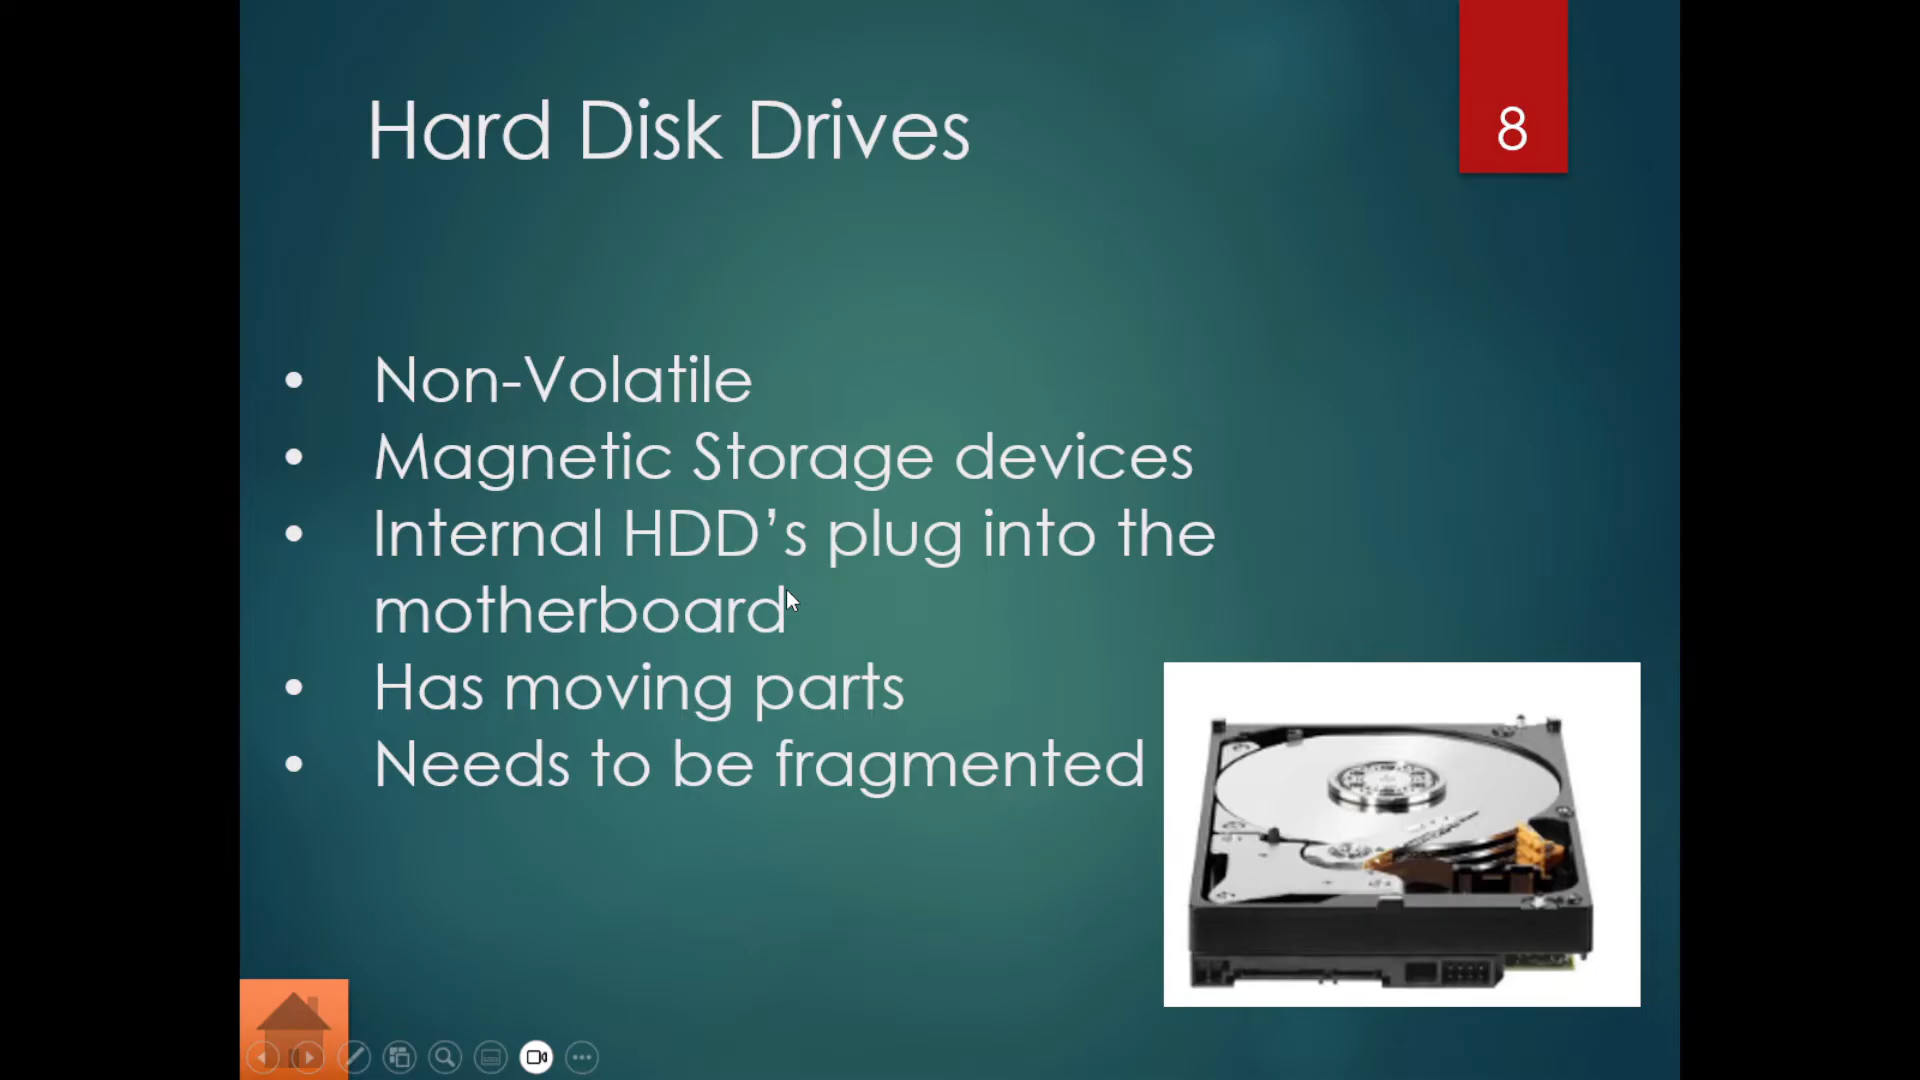 Hard Disk Drives
8
• Non-Volatile
• Magnetic Storage devices
• Internal HDD’s plug into the
motherboard
• Has moving parts
• Needs to be fragmented